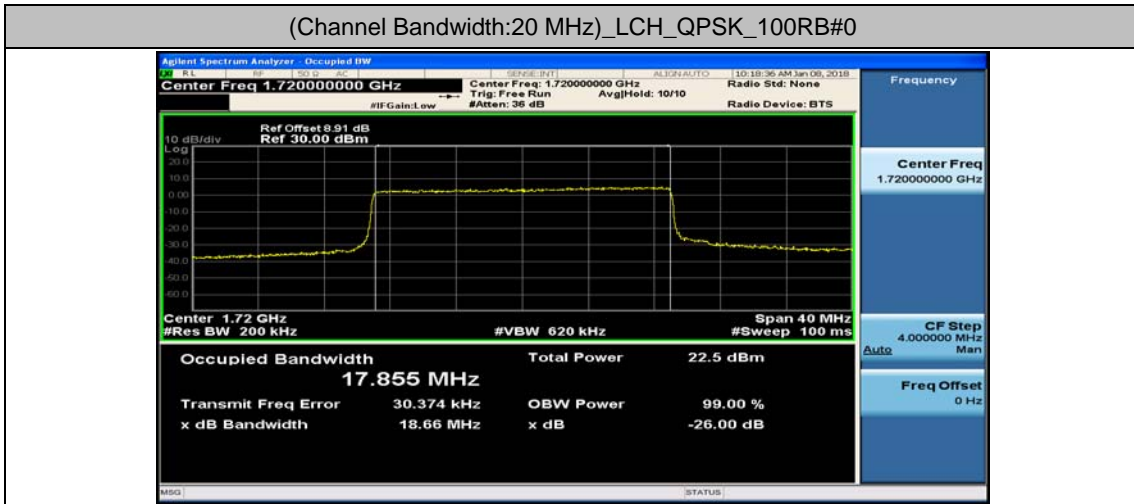 (Channel Bandwidth:20 MHz)_LCH_QPSK_100RB#0
Agilent Spectrum Analyzer - Occupied BW
LXI RL RF 50 Ω AC SENSE:INT ALIGN AUTO 10:18:36 AM Jan 08, 2018
Center Freq 1.720000000 GHz
Center Freq: 1.720000000 GHz Radio Std: None
Trig: Free Run Avg|Hold: 10/10
#IFGain:Low #Atten: 36 dB Radio Device: BTS
Ref Offset 8.91 dB
10 dB/div Ref 30.00 dBm
Log
20.0
10.0
0.00
-10.0
-20.0
-30.0
-40.0
-50.0
-60.0
Center 1.72 GHz Span 40 MHz
#Res BW 200 kHz #VBW 620 kHz #Sweep 100 ms
Occupied Bandwidth Total Power 22.5 dBm
17.855 MHz
Transmit Freq Error 30.374 kHz OBW Power 99.00 %
x dB Bandwidth 18.66 MHz x dB -26.00 dB
MSG STATUS
Frequency
Center Freq
1.720000000 GHz
CF Step
4.000000 MHz
Auto Man
Freq Offset
0 Hz